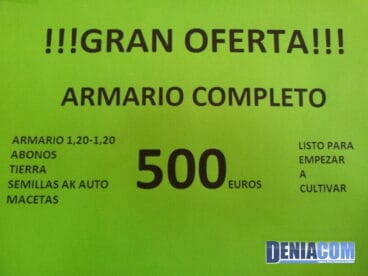 !!!GRAN OFERTA!!!
ARMARIO COMPLETO
ARMARIO 1,20-1,20
ABONOS
TIERRA
SEMILLAS AK AUTO
MACETAS
500 EUROS
LISTO PARA
EMPEZAR
A
CULTIVAR
DENIACOM